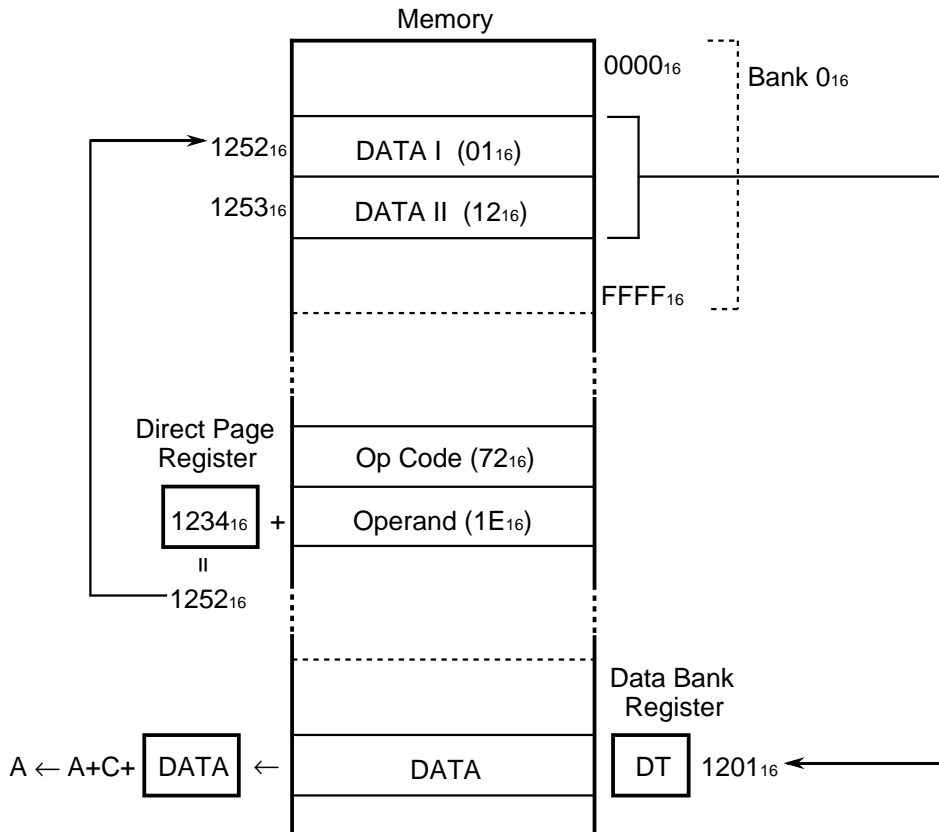 Memory
0000₁₆
Bank 0₁₆
1252₁₆
DATA I (01₁₆)
1253₁₆
DATA II (12₁₆)
FFFF₁₆
Direct Page
Register
Op Code (72₁₆)
1234₁₆ + Operand (1E₁₆)
=
1252₁₆
Data Bank
Register
A ← A+C+ DATA ← DATA DT 1201₁₆